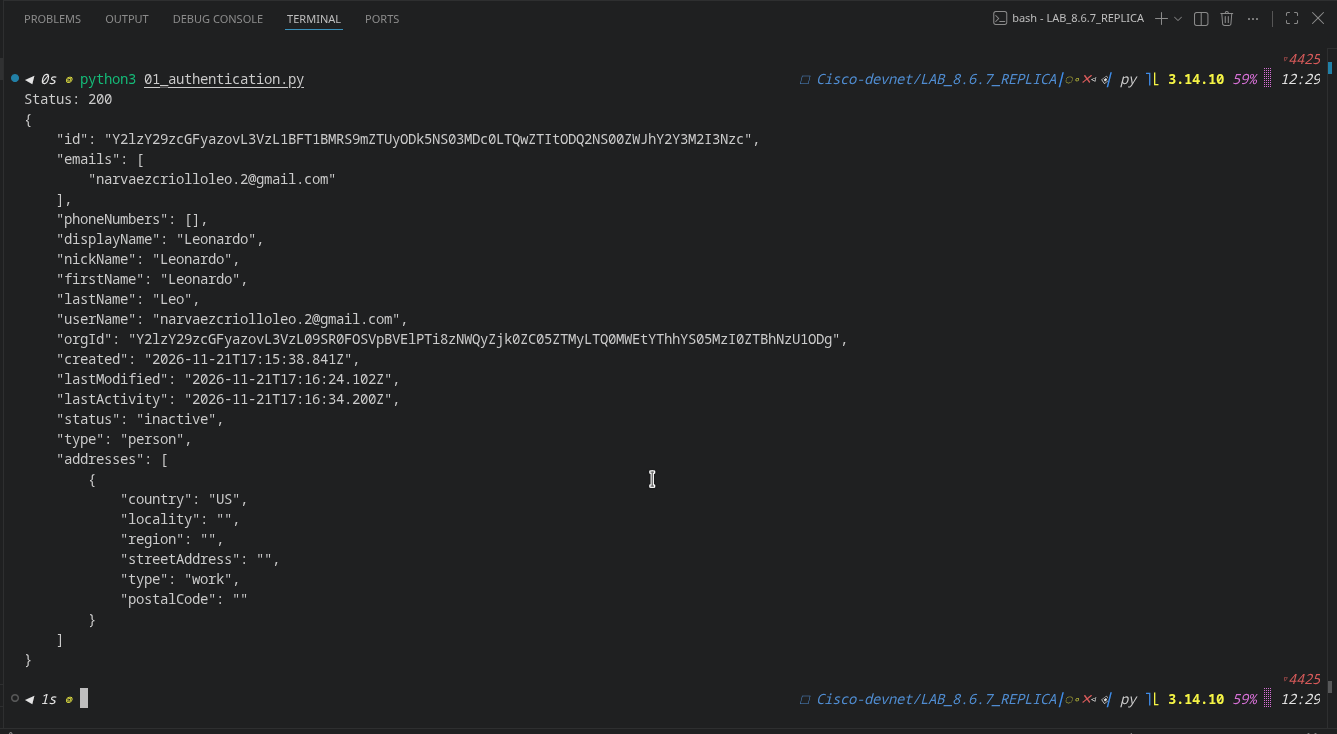 PROBLEMS OUTPUT DEBUG CONSOLE TERMINAL PORTS bash - LAB_8.6.7_REPLICA
4425
0s python3 01_authentication.py Cisco-devnet/LAB_8.6.7_REPLICA py 3.14.10 59% 12:29
Status: 200
{
"id": "Y2lzY29zcGFyazovL3VzL1BFT1BMRS9mZTUyODk5NS03MDc0LTQwZTItODQ2NS00ZWJhY2Y3M2I3Nzc",
"emails": [
"narvaezcriolloleo.2@gmail.com"
],
"phoneNumbers": [],
"displayName": "Leonardo",
"nickName": "Leonardo",
"firstName": "Leonardo",
"lastName": "Leo",
"userName": "narvaezcriolloleo.2@gmail.com",
"orgId": "Y2lzY29zcGFyazovL3VzL09SR0FOSVpBVElPTi8zNWQyZjk0ZC05ZTMyLTQ0MWEtYThhYS05MzI0ZTBhNzU1ODg",
"created": "2026-11-21T17:15:38.841Z",
"lastModified": "2026-11-21T17:16:24.102Z",
"lastActivity": "2026-11-21T17:16:34.200Z",
"status": "inactive",
"type": "person",
"addresses": [
{
"country": "US",
"locality": "",
"region": "",
"streetAddress": "",
"type": "work",
"postalCode": ""
}
]
}
4425
1s Cisco-devnet/LAB_8.6.7_REPLICA py 3.14.10 59% 12:29